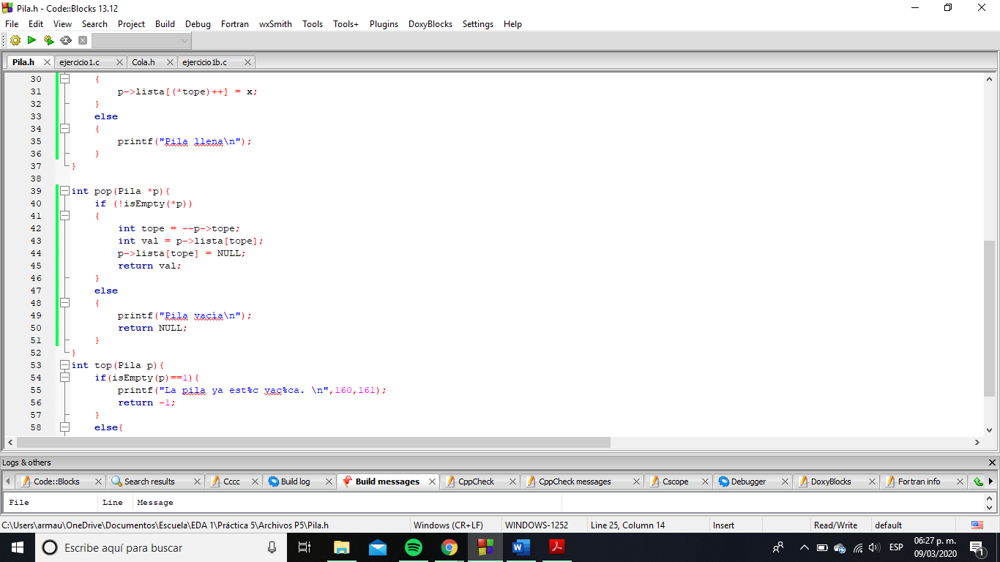 Pila.h - Code::Blocks 13.12
File Edit View Search Project Build Debug Fortran wxSmith Tools Tools+ Plugins DoxyBlocks Settings Help
Pila.h ejercicio1.c Cola.h ejercicio1b.c
30 {
31 p->lista[(*tope)++] = x;
32 }
33 else
34 {
35 printf("Pila llena\n");
36 }
37 }
38
39 int pop(Pila *p){
40 if (!isEmpty(*p))
41 {
42 int tope = --p->tope;
43 int val = p->lista[tope];
44 p->lista[tope] = NULL;
45 return val;
46 }
47 else
48 {
49 printf("Pila vacía\n");
50 return NULL;
51 }
52 }
53 int top(Pila p){
54 if(isEmpty(p)==1){
55 printf("La pila ya est%c vac%ca. \n",160,161);
56 return -1;
57 }
58 else{
Logs & others
Code::Blocks Search results Cccc Build log Build messages CppCheck CppCheck messages Cscope Debugger DoxyBlocks Fortran info
File Line Message
C:\Users\armau\OneDrive\Documentos\Escuela\EDA 1\Práctica 5\Archivos P5\Pila.h Windows (CR+LF) WINDOWS-1252 Line 25, Column 14 Insert Read/Write default
Escribe aquí para buscar ESP 06:27 p. m.
09/03/2020 1